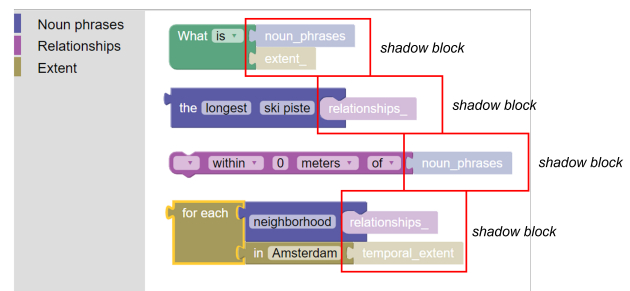 Noun phrases
Relationships
Extent
What is noun_phrases
extent_
shadow block
the longest ski piste relationships_
shadow block
within 0 meters of noun_phrases
shadow block
for each neighborhood relationships_
shadow block
in Amsterdam temporal_extent